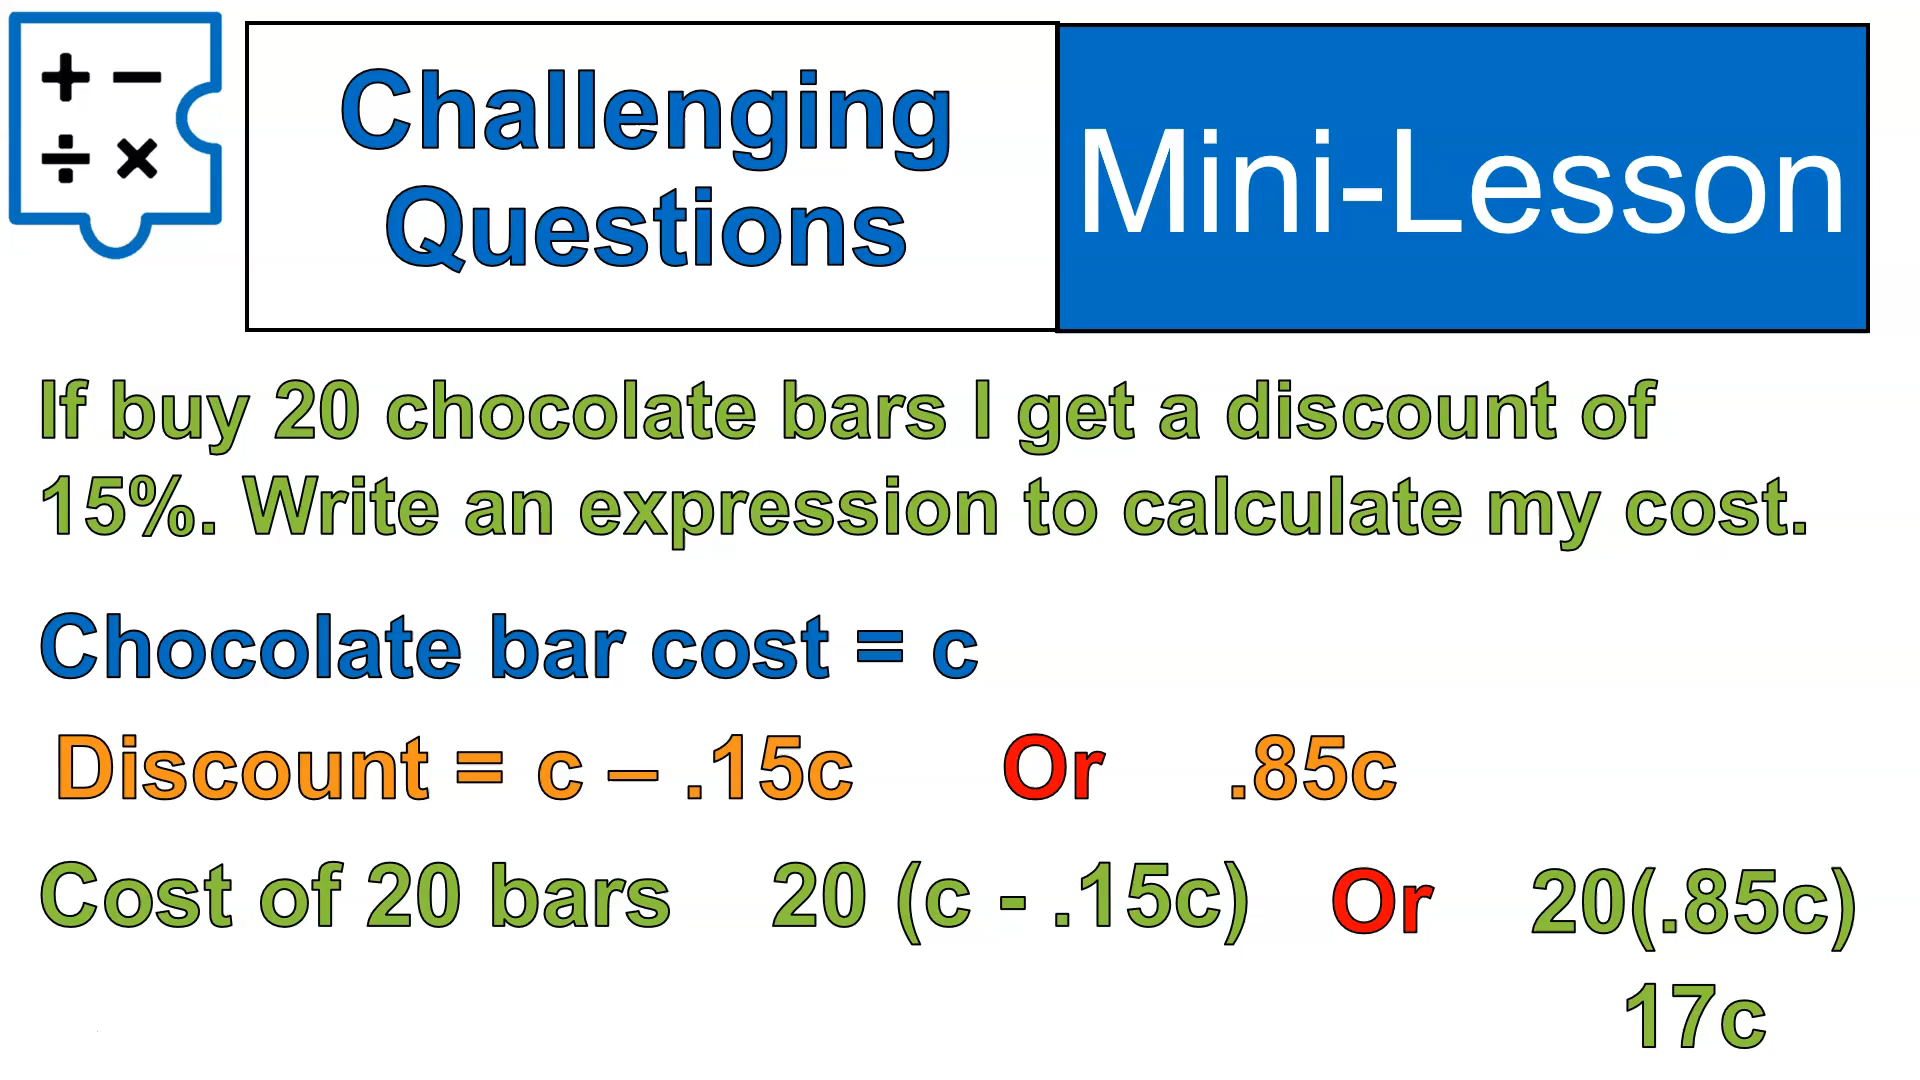 + −
÷ ×
Challenging
Questions
Mini-Lesson
If buy 20 chocolate bars I get a discount of
15%. Write an expression to calculate my cost.
Chocolate bar cost = c
Discount = c – .15c Or .85c
Cost of 20 bars 20 (c - .15c) Or 20(.85c)
17c